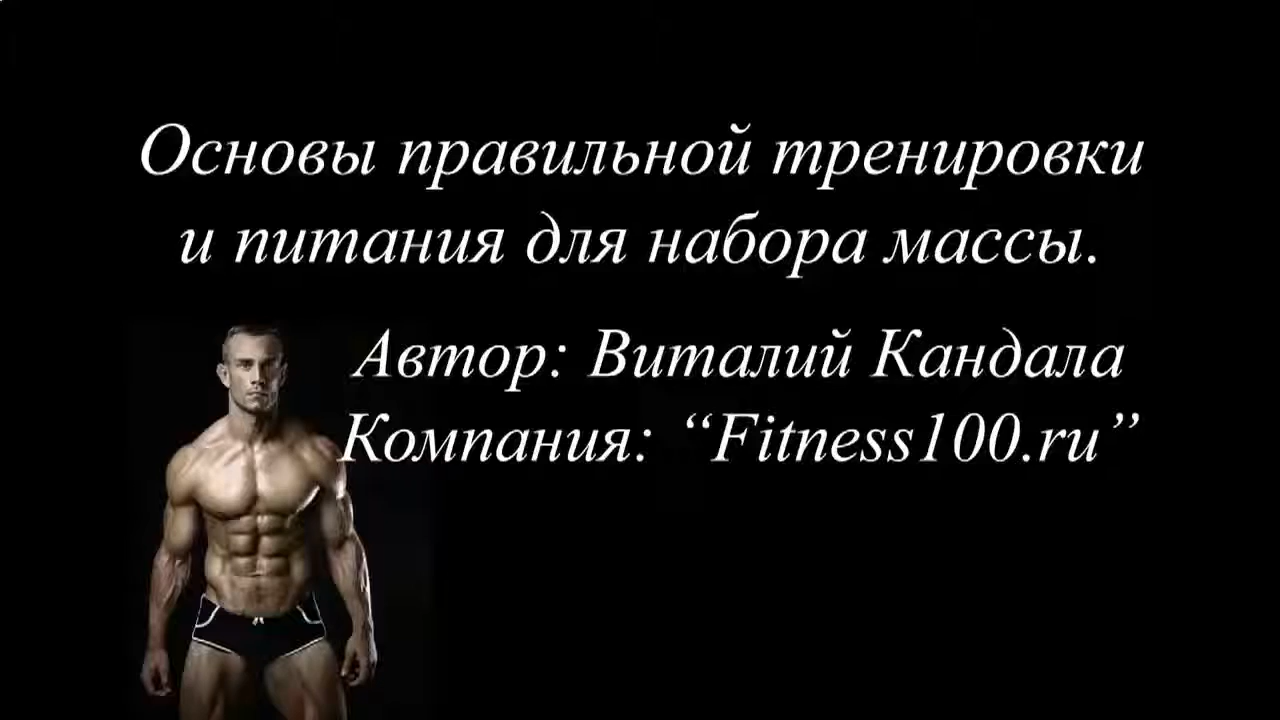 Основы правильной тренировки
и питания для набора массы.
Автор: Виталий Кандала
Компания: “Fitness100.ru”